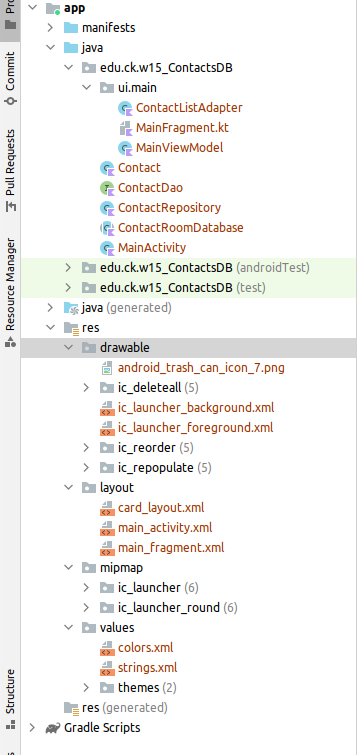 app
manifests
java
edu.ck.w15_ContactsDB
ui.main
ContactListAdapter
MainFragment.kt
MainViewModel
Contact
ContactDao
ContactRepository
ContactRoomDatabase
MainActivity
edu.ck.w15_ContactsDB (androidTest)
edu.ck.w15_ContactsDB (test)
java (generated)
res
drawable
android_trash_can_icon_7.png
ic_deleteall (5)
ic_launcher_background.xml
ic_launcher_foreground.xml
ic_reorder (5)
ic_repopulate (5)
layout
card_layout.xml
main_activity.xml
main_fragment.xml
mipmap
ic_launcher (6)
ic_launcher_round (6)
values
colors.xml
strings.xml
themes (2)
res (generated)
Gradle Scripts
Commit
Pull Requests
Resource Manager
Structure